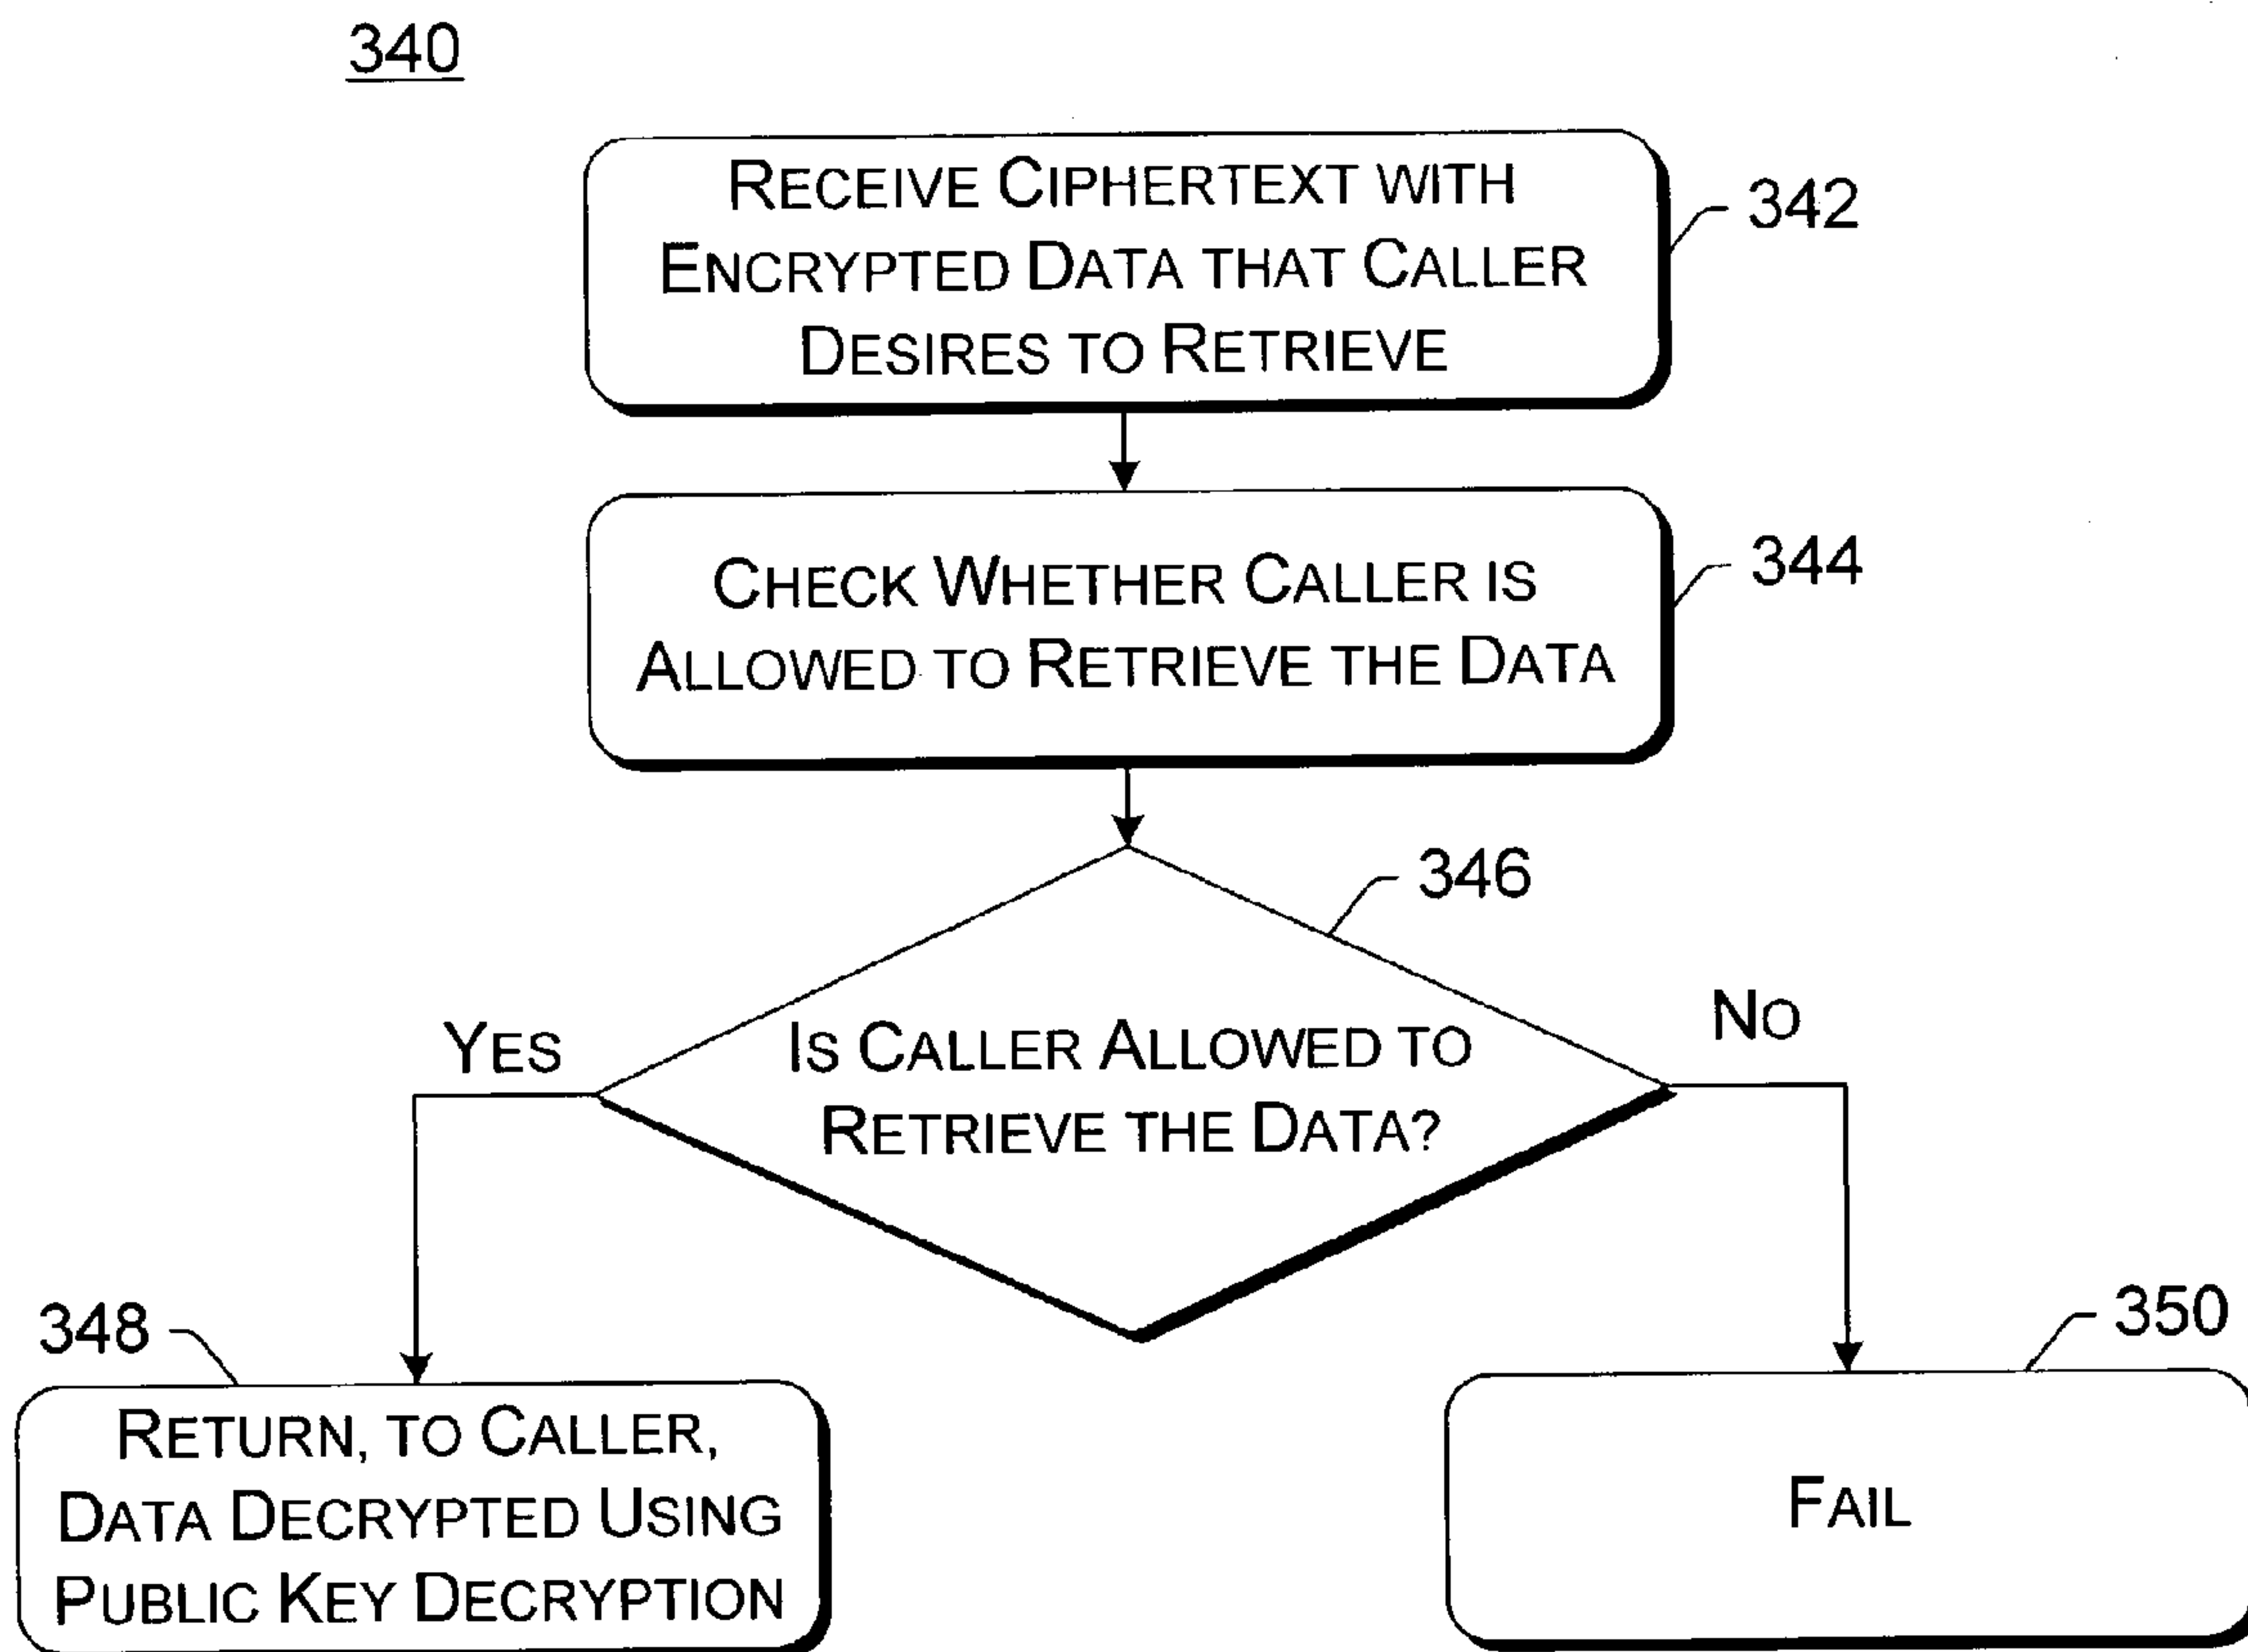 340
RECEIVE CIPHERTEXT WITH
ENCRYPTED DATA THAT CALLER
DESIRES TO RETRIEVE
342
CHECK WHETHER CALLER IS
ALLOWED TO RETRIEVE THE DATA
344
346
IS CALLER ALLOWED TO
RETRIEVE THE DATA?
YES
NO
348
RETURN, TO CALLER,
DATA DECRYPTED USING
PUBLIC KEY DECRYPTION
350
FAIL